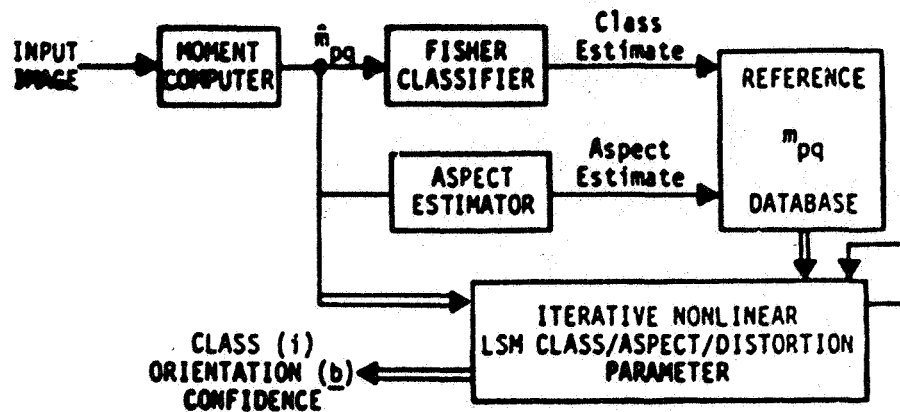 INPUT
IMAGE
MOMENT
COMPUTER
m̂pq
FISHER
CLASSIFIER
Class
Estimate
REFERENCE
mpq
DATABASE
ASPECT
ESTIMATOR
Aspect
Estimate
ITERATIVE NONLINEAR
LSM CLASS/ASPECT/DISTORTION
PARAMETER
CLASS (i)
ORIENTATION (b)
CONFIDENCE